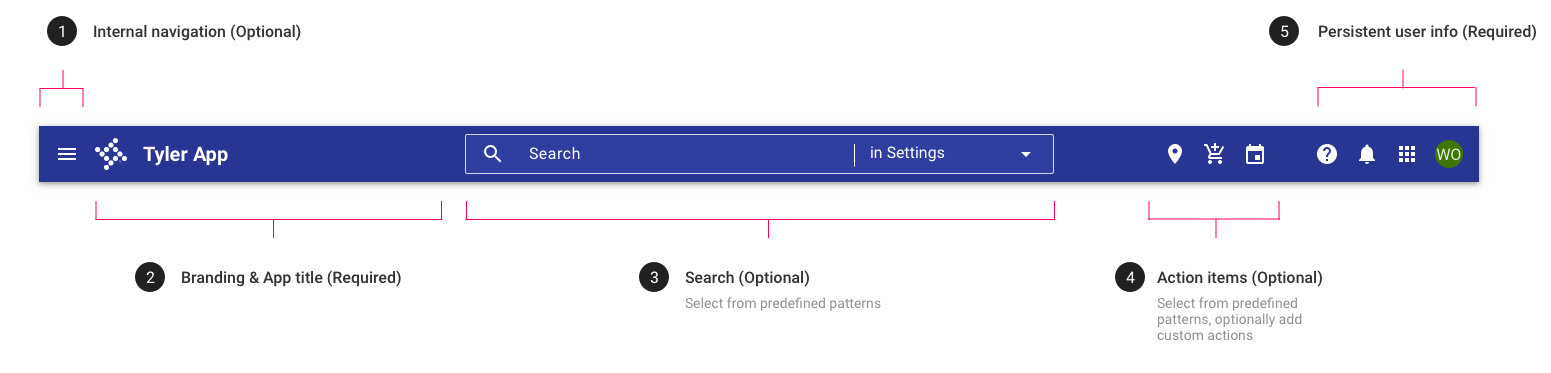 1 Internal navigation (Optional)
5 Persistent user info (Required)
Tyler App
Search
in Settings
WO
2 Branding & App title (Required)
3 Search (Optional)
Select from predefined patterns
4 Action items (Optional)
Select from predefined
patterns, optionally add
custom actions